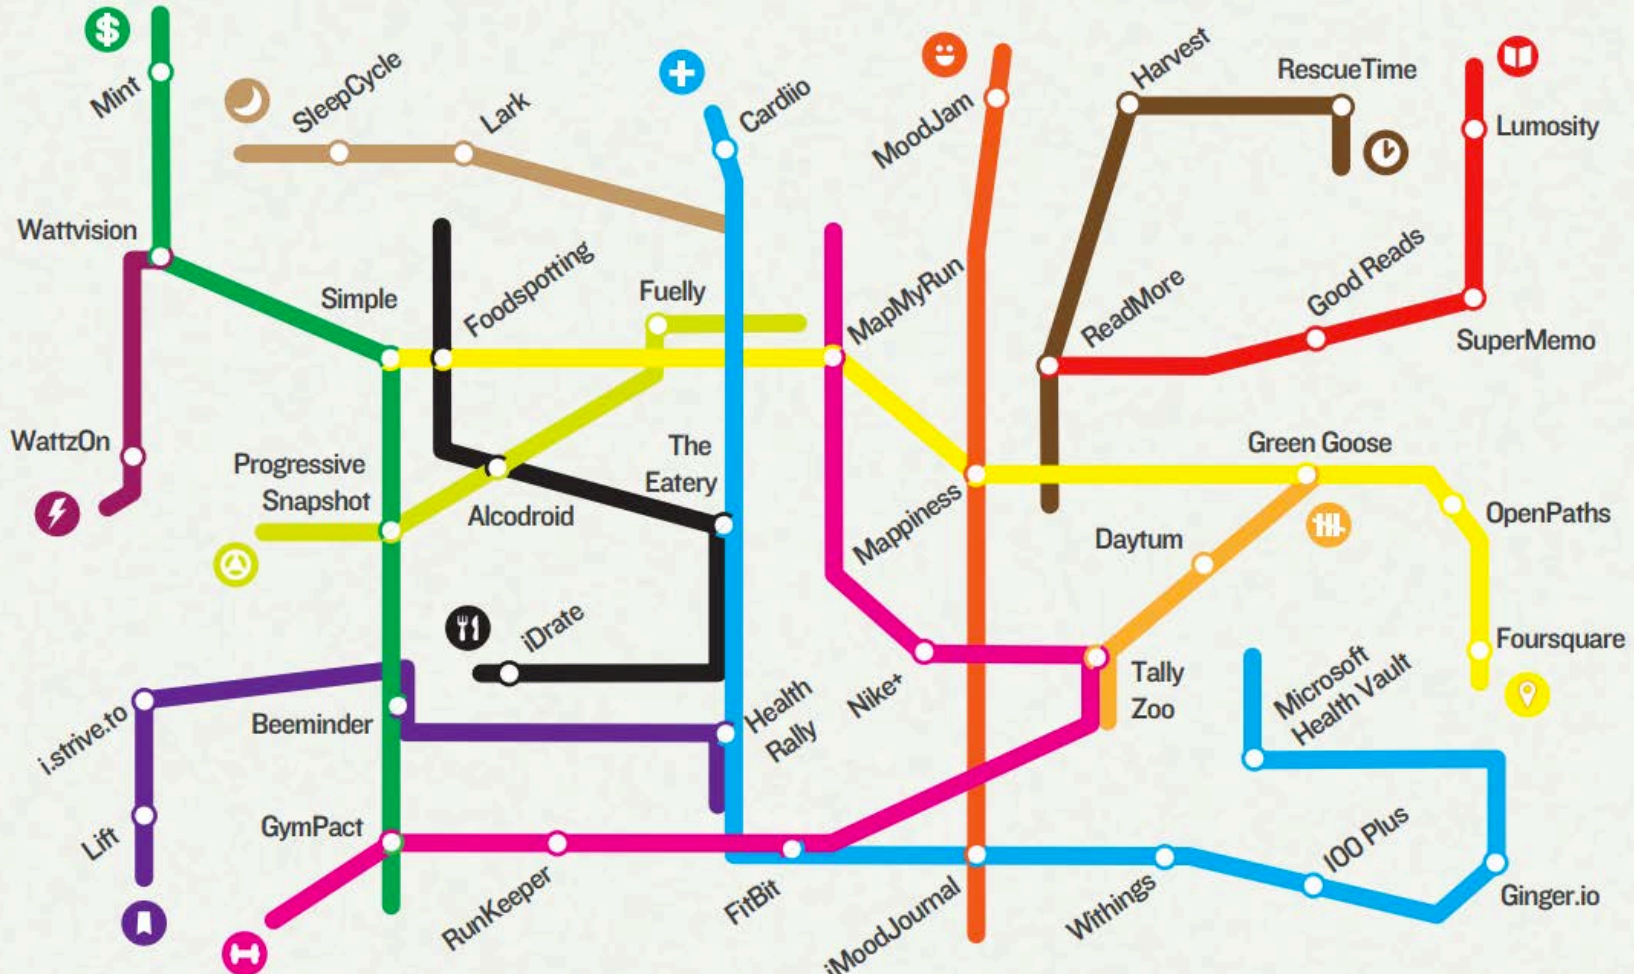 $
Mint
SleepCycle
Lark
Cardiio
MoodJam
Harvest
RescueTime
Lumosity
Wattvision
Simple
Foodspotting
Fuelly
MapMyRun
ReadMore
Good Reads
SuperMemo
WattzOn
Progressive
Snapshot
Alcodroid
The
Eatery
Mappiness
Green Goose
Daytum
OpenPaths
iDrate
Foursquare
i.strive.to
Beeminder
Health
Rally
Nike+
Tally
Zoo
Microsoft
Health Vault
Lift
GymPact
RunKeeper
FitBit
iMoodJournal
Withings
100 Plus
Ginger.io